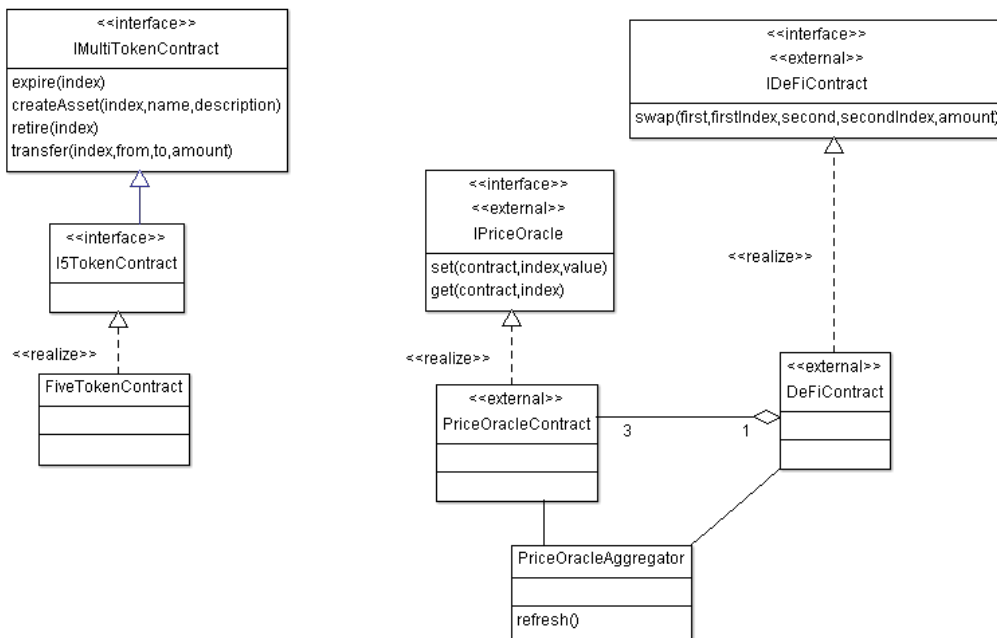 <<interface>>
IMultiTokenContract
expire(index)
createAsset(index,name,description)
retire(index)
transfer(index,from,to,amount)
<<interface>>
I5TokenContract
<<realize>>
FiveTokenContract
<<interface>>
<<external>>
IPriceOracle
set(contract,index,value)
get(contract,index)
<<realize>>
<<external>>
PriceOracleContract
<<interface>>
<<external>>
IDeFiContract
swap(first,firstIndex,second,secondIndex,amount)
<<realize>>
<<external>>
DeFiContract
3
1
PriceOracleAggregator
refresh()